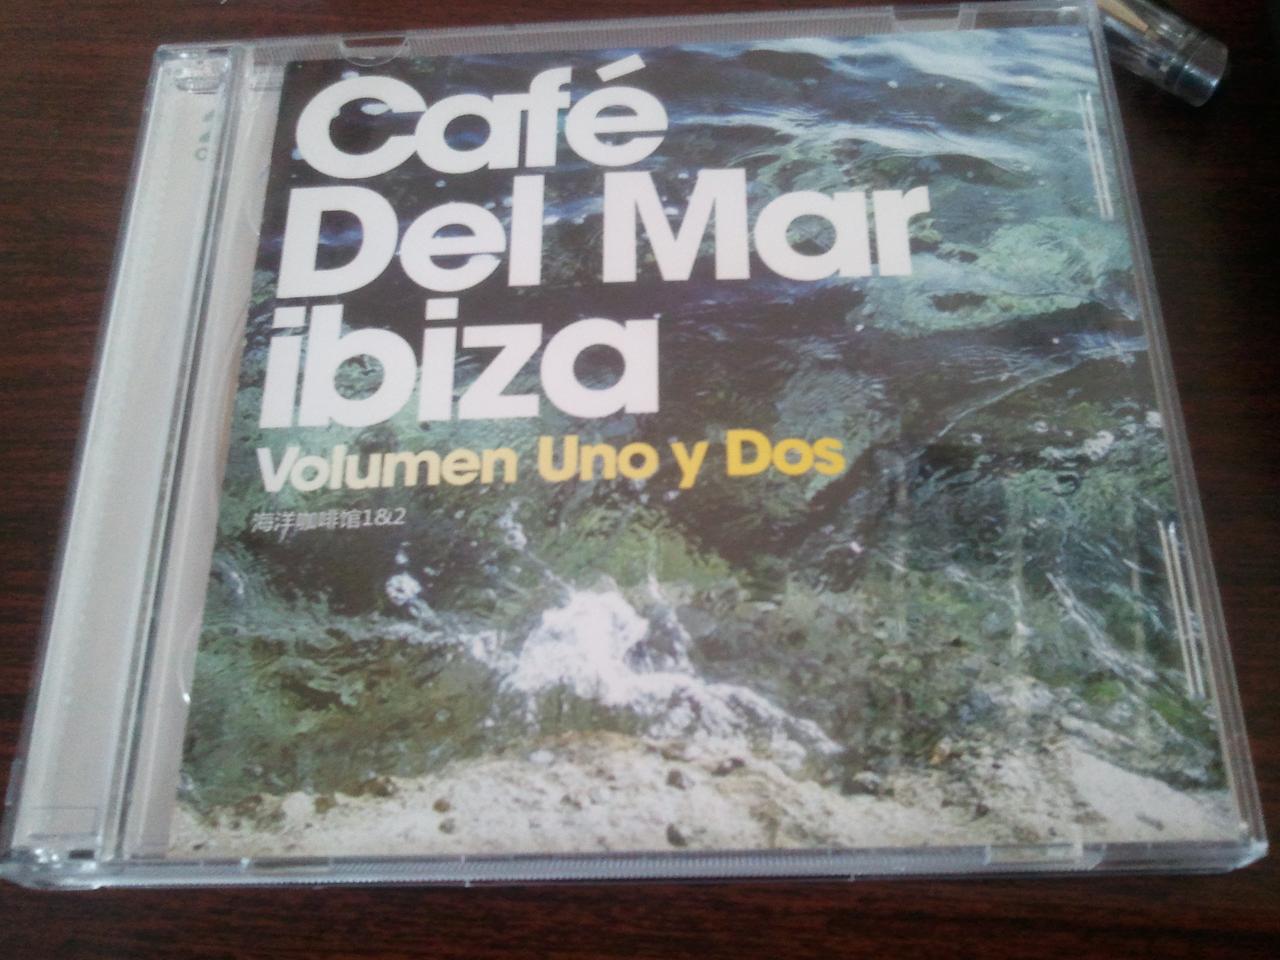 Café
Del Mar
ibiza
Volumen Uno y Dos
海洋咖啡馆1&2